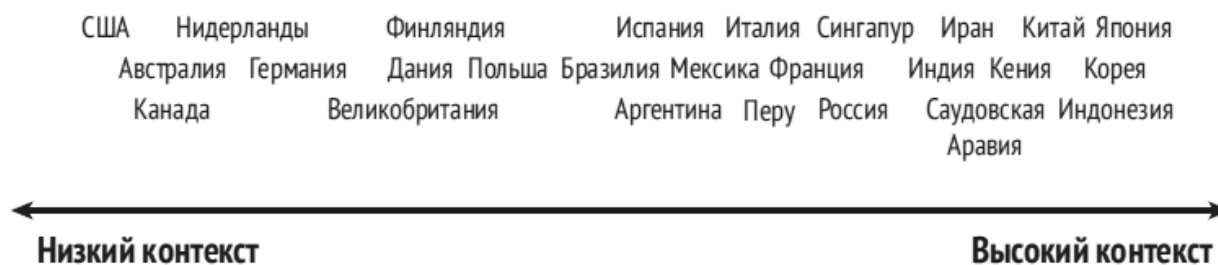 США Нидерланды Финляндия Испания Италия Сингапур Иран Китай Япония
Австралия Германия Дания Польша Бразилия Мексика Франция Индия Кения Корея
Канада Великобритания Аргентина Перу Россия Саудовская Индонезия
Аравия
Низкий контекст Высокий контекст